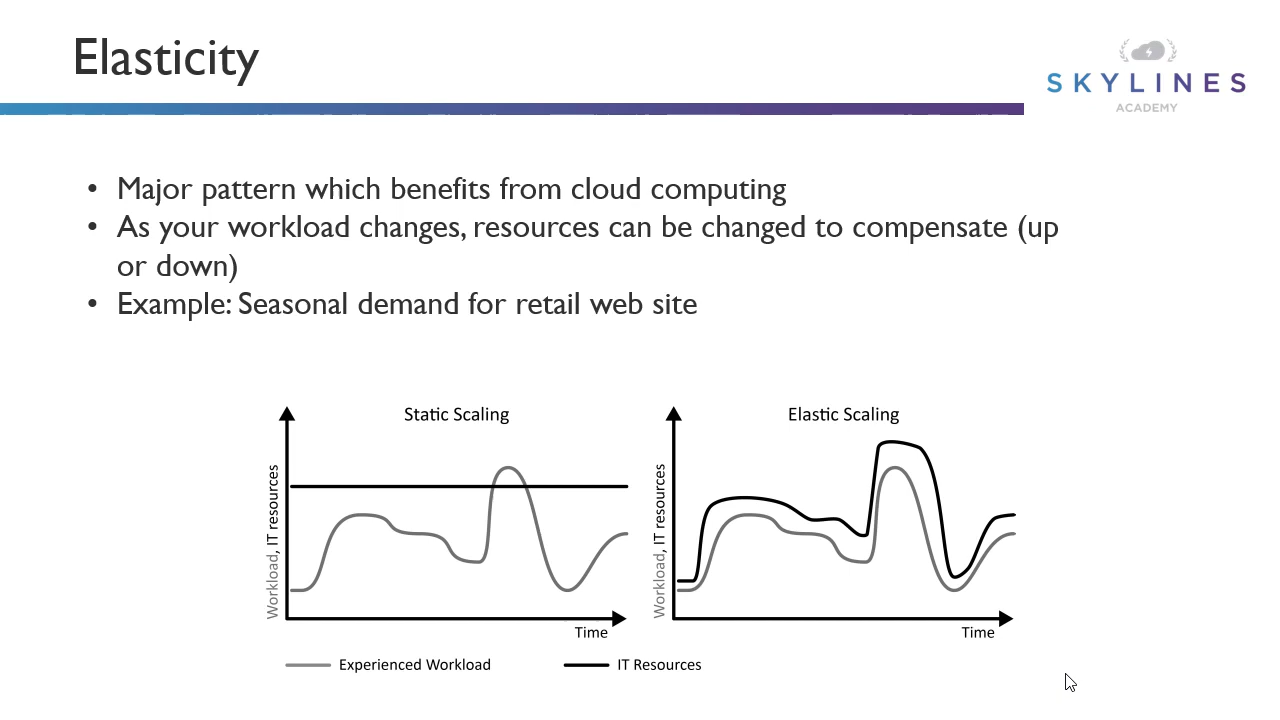 Elasticity
SKYLINES
ACADEMY
• Major pattern which benefits from cloud computing
• As your workload changes, resources can be changed to compensate (up
or down)
• Example: Seasonal demand for retail web site
Static Scaling
Workload, IT resources
Time
Elastic Scaling
Workload, IT resources
Time
Experienced Workload
IT Resources